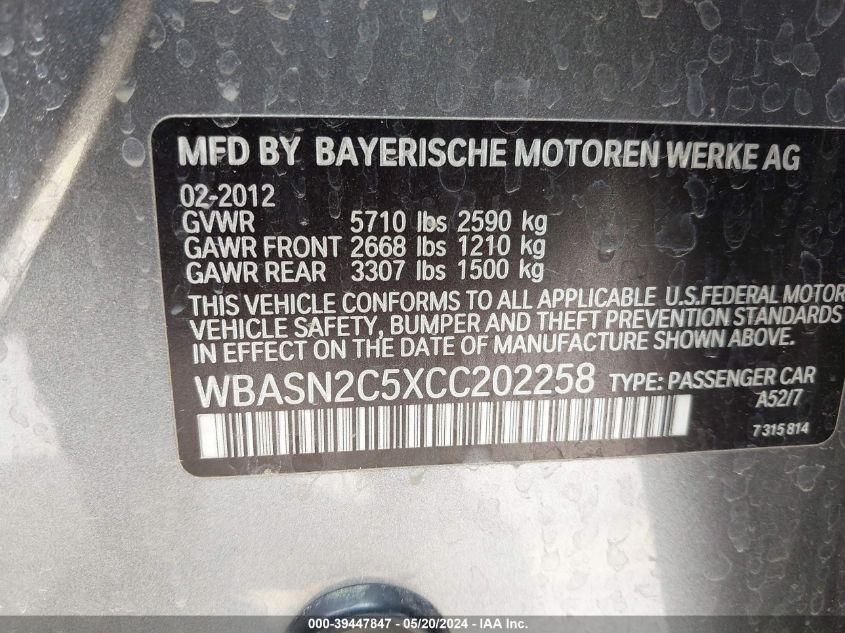 MFD BY BAYERISCHE MOTOREN WERKE AG
02-2012
GVWR 5710 lbs 2590 kg
GAWR FRONT 2668 lbs 1210 kg
GAWR REAR 3307 lbs 1500 kg
THIS VEHICLE CONFORMS TO ALL APPLICABLE U.S.FEDERAL MOTOR
VEHICLE SAFETY, BUMPER AND THEFT PREVENTION STANDARDS
IN EFFECT ON THE DATE OF MANUFACTURE SHOWN ABOVE.
WBASN2C5XCC202258 TYPE: PASSENGER CAR
A52/7
7 315 814
000-39447847 — 05/20/2024 — IAA Inc.